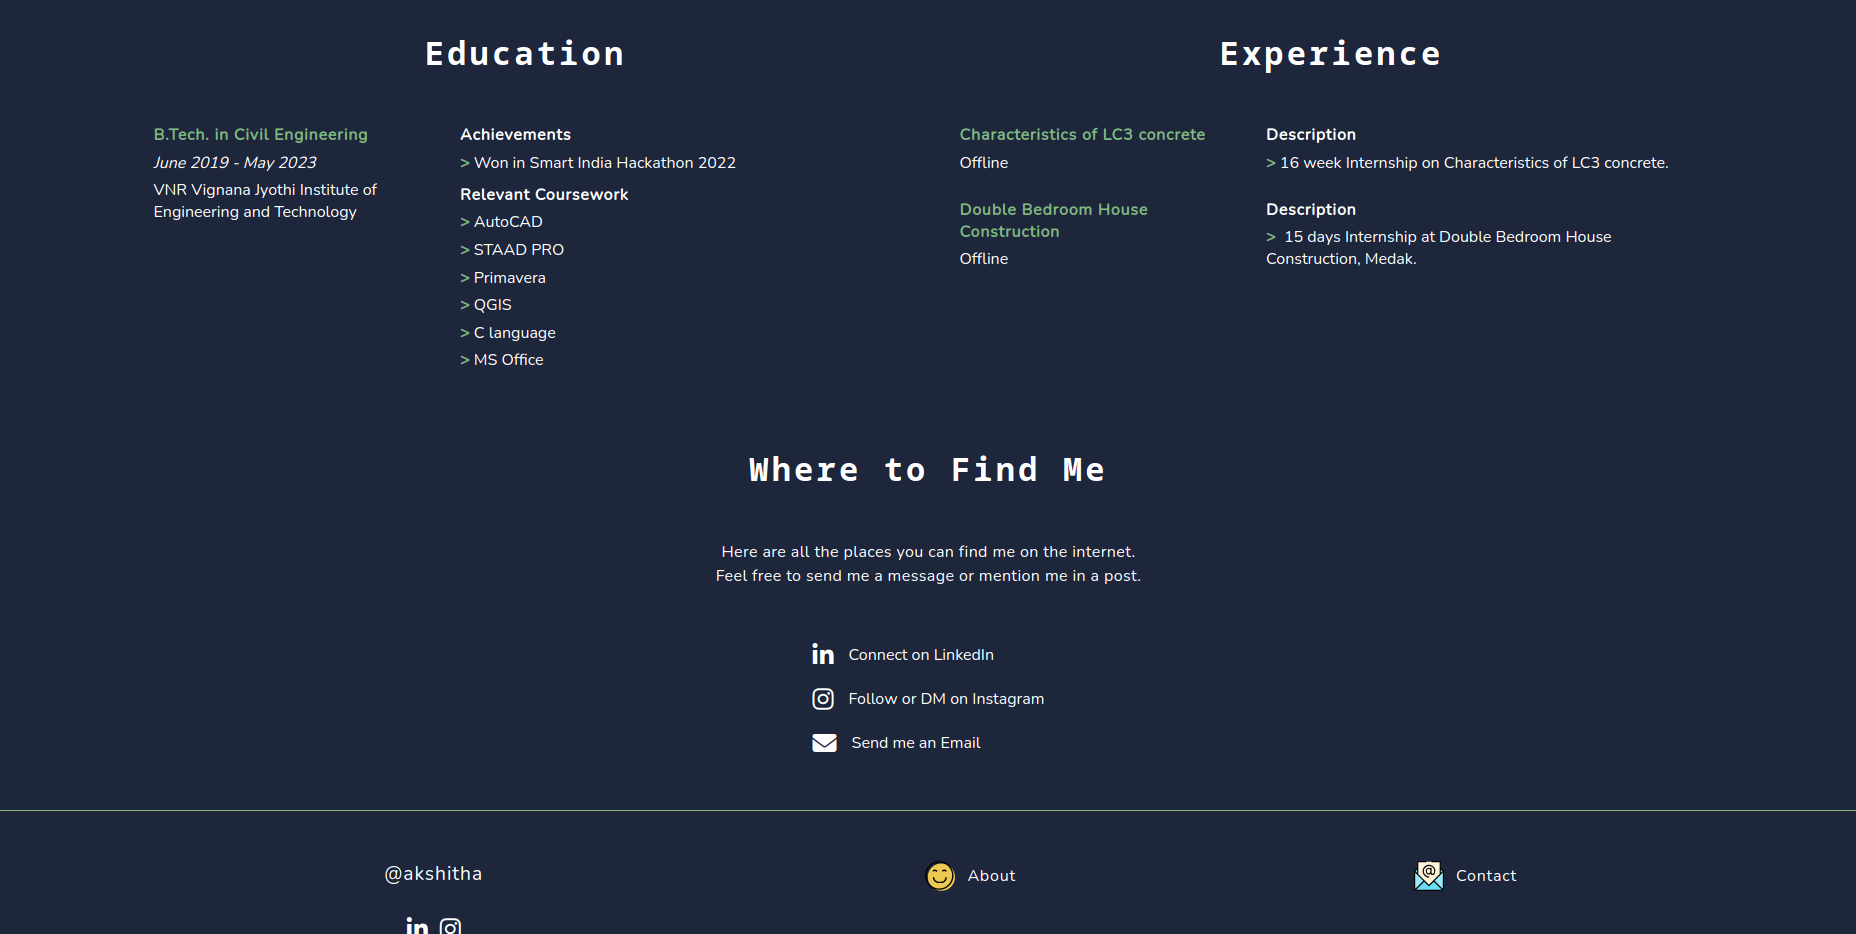 Education
B.Tech. in Civil Engineering
June 2019 - May 2023
VNR Vignana Jyothi Institute of
Engineering and Technology
Achievements
> Won in Smart India Hackathon 2022
Relevant Coursework
> AutoCAD
> STAAD PRO
> Primavera
> QGIS
> C language
> MS Office
Experience
Characteristics of LC3 concrete
Offline
Description
> 16 week Internship on Characteristics of LC3 concrete.
Double Bedroom House
Construction
Offline
Description
> 15 days Internship at Double Bedroom House
Construction, Medak.
Where to Find Me
Here are all the places you can find me on the internet.
Feel free to send me a message or mention me in a post.
in Connect on LinkedIn
Follow or DM on Instagram
Send me an Email
@akshitha
in
About
@ Contact